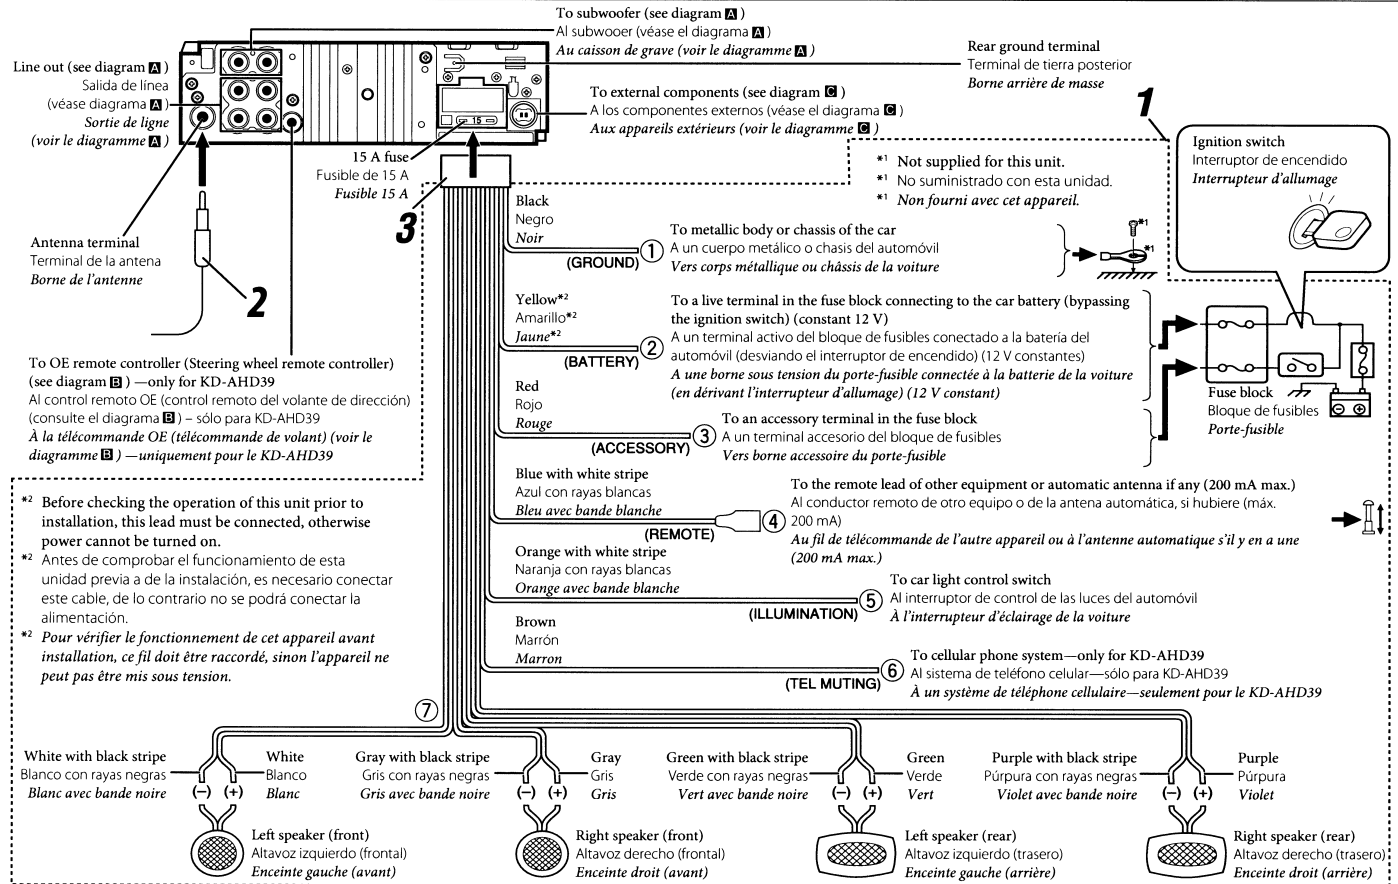 To subwoofer (see diagram A )
Al subwooer (véase el diagrama A )
Au caisson de grave (voir le diagramme A )
Rear ground terminal
Terminal de tierra posterior
Borne arrière de masse
Line out (see diagram A )
Salida de línea
(véase diagrama A )
Sortie de ligne
(voir le diagramme A )
To external components (see diagram C )
A los componentes externos (véase el diagrama C )
Aux appareils extérieurs (voir le diagramme C )
15
15 A fuse
Fusible de 15 A
Fusible 15 A
1
*1 Not supplied for this unit.
*1 No suministrado con esta unidad.
*1 Non fourni avec cet appareil.
Ignition switch
Interruptor de encendido
Interrupteur d'allumage
3
Antenna terminal
Terminal de la antena
Borne de l'antenne
2
Black
Negro
Noir
(GROUND)
1
To metallic body or chassis of the car
A un cuerpo metálico o chasis del automóvil
Vers corps métallique ou châssis de la voiture
*1
*1
Yellow*2
Amarillo*2
Jaune*2
(BATTERY)
2
To a live terminal in the fuse block connecting to the car battery (bypassing
the ignition switch) (constant 12 V)
A un terminal activo del bloque de fusibles conectado a la batería del
automóvil (desviando el interruptor de encendido) (12 V constantes)
A une borne sous tension du porte-fusible connectée à la batterie de la voiture
(en dérivant l'interrupteur d'allumage) (12 V constant)
Fuse block
Bloque de fusibles
Porte-fusible
To OE remote controller (Steering wheel remote controller)
(see diagram B ) —only for KD-AHD39
Al control remoto OE (control remoto del volante de dirección)
(consulte el diagrama B ) – sólo para KD-AHD39
À la télécommande OE (télécommande de volant) (voir le
diagramme B ) —uniquement pour le KD-AHD39
Red
Rojo
Rouge
(ACCESSORY)
3
To an accessory terminal in the fuse block
A un terminal accesorio del bloque de fusibles
Vers borne accessoire du porte-fusible
Blue with white stripe
Azul con rayas blancas
Bleu avec bande blanche
(REMOTE)
4
To the remote lead of other equipment or automatic antenna if any (200 mA max.)
Al conductor remoto de otro equipo o de la antena automática, si hubiere (máx.
200 mA)
Au fil de télécommande de l'autre appareil ou à l'antenne automatique s'il y en a une
(200 mA max.)
*2 Before checking the operation of this unit prior to
installation, this lead must be connected, otherwise
power cannot be turned on.
*2 Antes de comprobar el funcionamiento de esta
unidad previa a de la instalación, es necesario conectar
este cable, de lo contrario no se podrá conectar la
alimentación.
*2 Pour vérifier le fonctionnement de cet appareil avant
installation, ce fil doit être raccordé, sinon l'appareil ne
peut pas être mis sous tension.
Orange with white stripe
Naranja con rayas blancas
Orange avec bande blanche
(ILLUMINATION)
5
To car light control switch
Al interruptor de control de las luces del automóvil
À l'interrupteur d'éclairage de la voiture
Brown
Marrón
Marron
(TEL MUTING)
6
To cellular phone system—only for KD-AHD39
Al sistema de teléfono celular—sólo para KD-AHD39
À un système de téléphone cellulaire—seulement pour le KD-AHD39
7
White with black stripe
Blanco con rayas negras
Blanc avec bande noire
(−) (+)
White
Blanco
Blanc
Gray with black stripe
Gris con rayas negras
Gris avec bande noire
(−) (+)
Gray
Gris
Gris
Green with black stripe
Verde con rayas negras
Vert avec bande noire
(−) (+)
Green
Verde
Vert
Purple with black stripe
Púrpura con rayas negras
Violet avec bande noire
(−) (+)
Purple
Púrpura
Violet
Left speaker (front)
Altavoz izquierdo (frontal)
Enceinte gauche (avant)
Right speaker (front)
Altavoz derecho (frontal)
Enceinte droit (avant)
Left speaker (rear)
Altavoz izquierdo (trasero)
Enceinte gauche (arrière)
Right speaker (rear)
Altavoz derecho (trasero)
Enceinte droit (arrière)